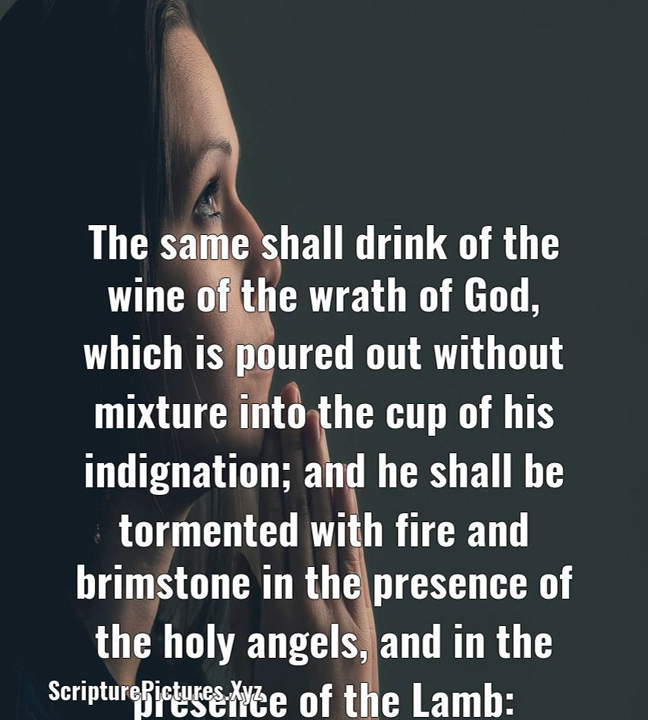 The same shall drink of the
wine of the wrath of God,
which is poured out without
mixture into the cup of his
indignation; and he shall be
tormented with fire and
brimstone in the presence of
the holy angels, and in the
ScripturePictures.Xyz
presence of the Lamb: